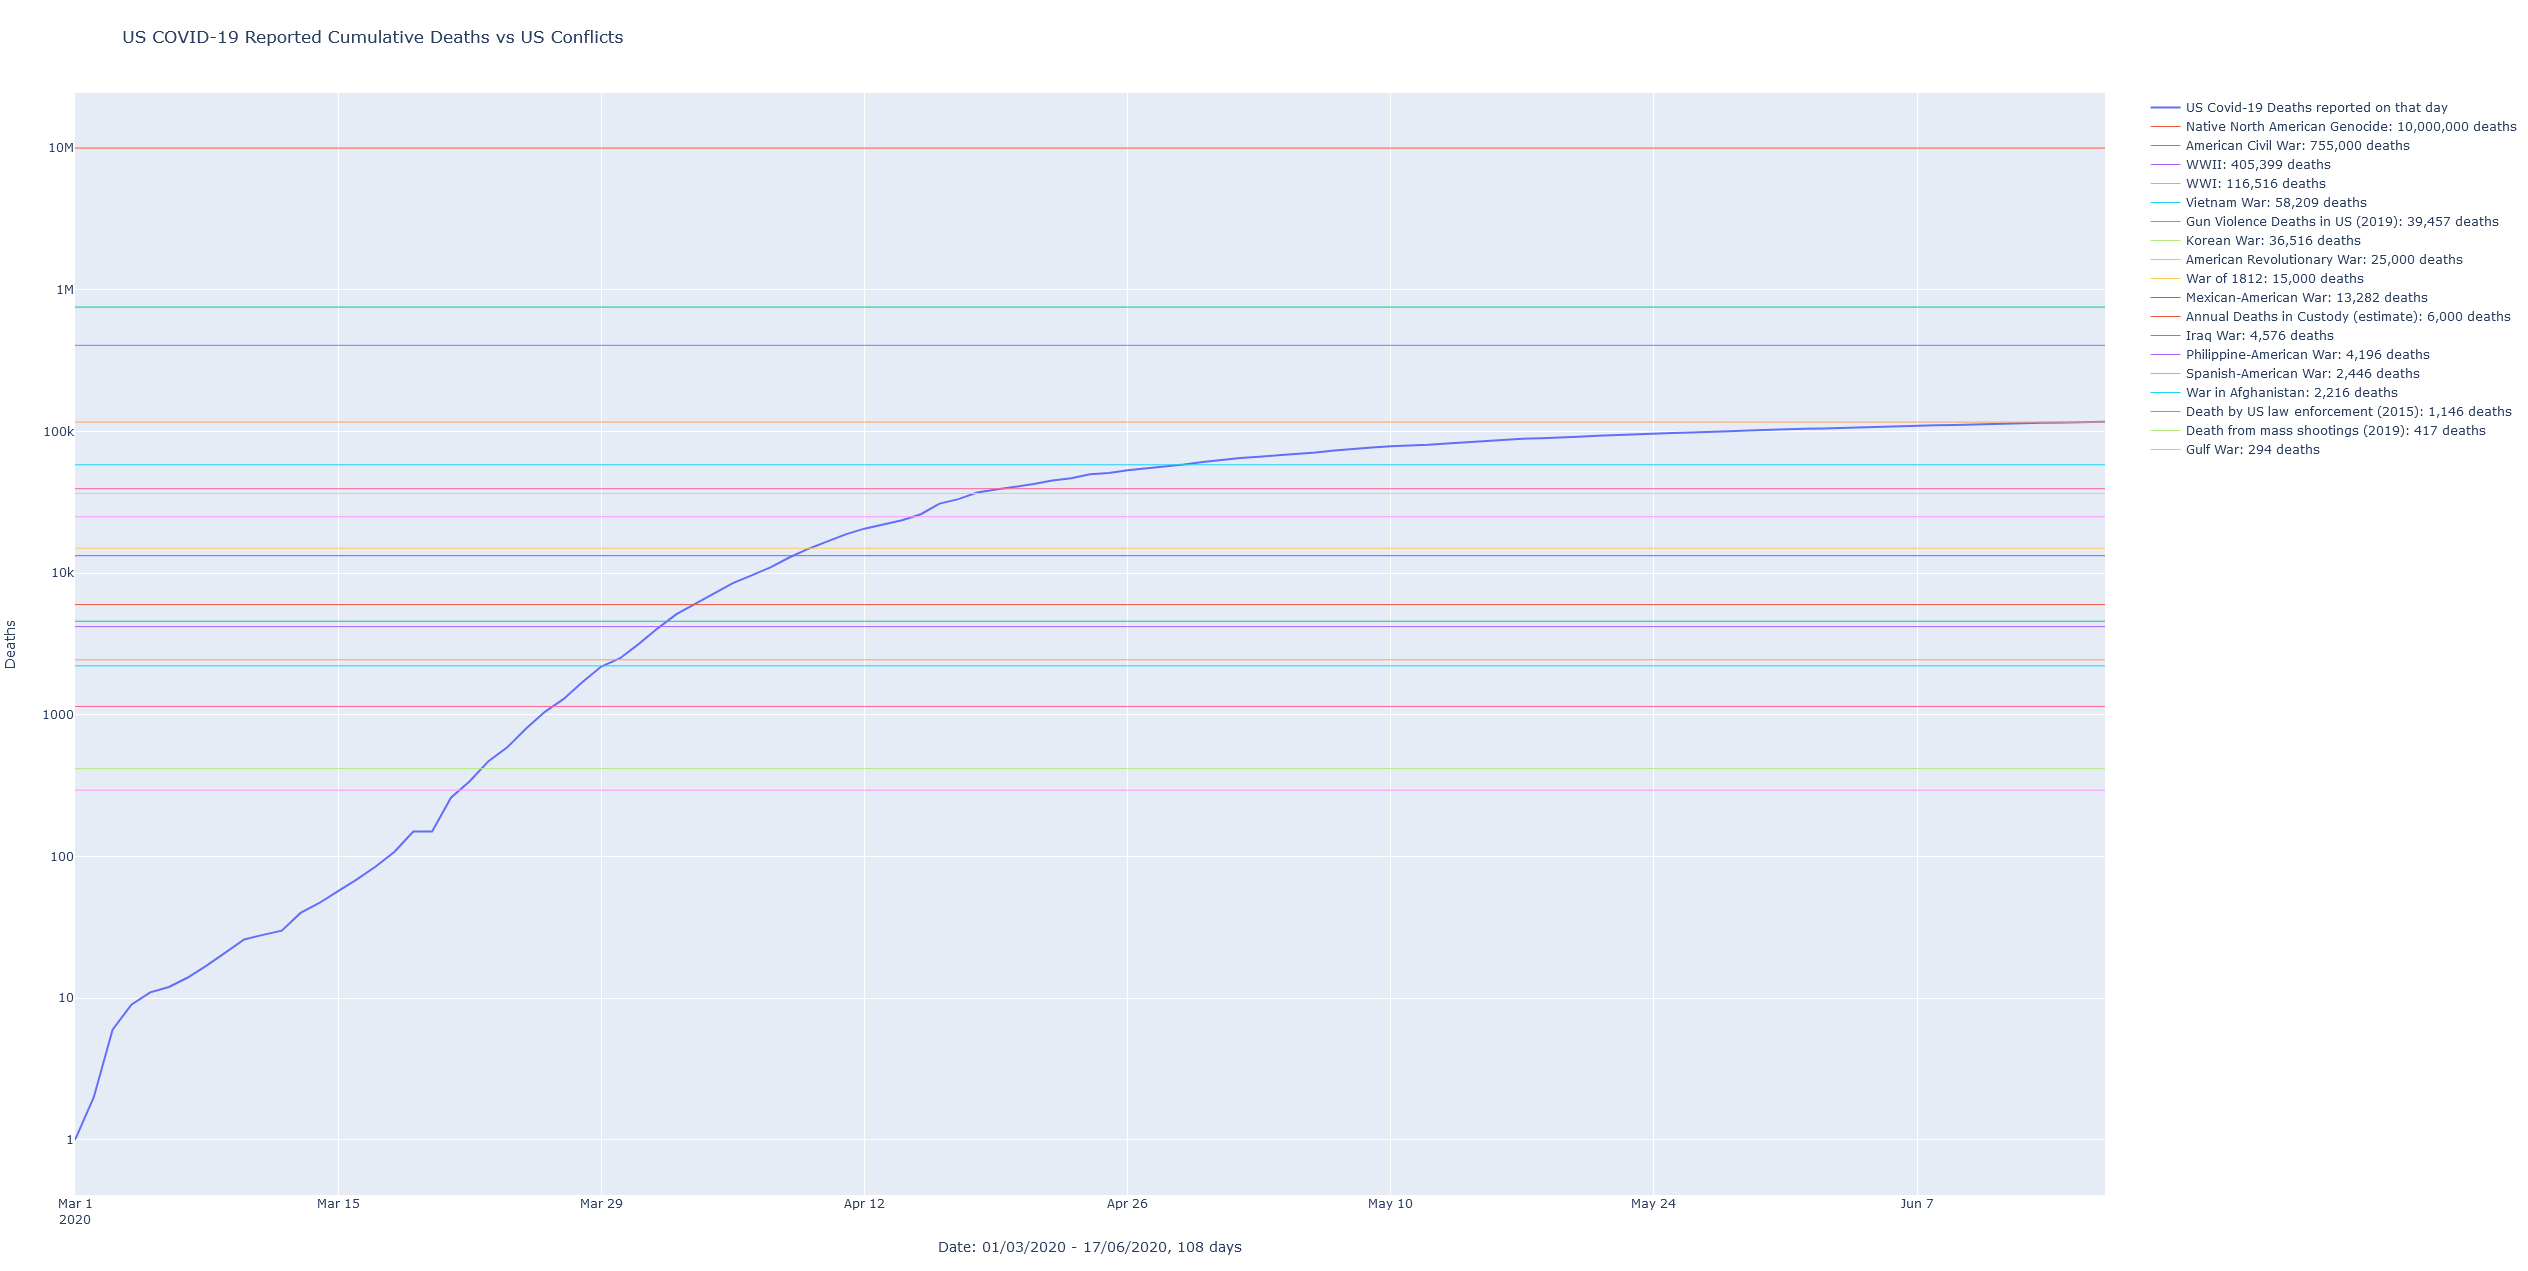 US COVID-19 Reported Cumulative Deaths vs US Conflicts
US Covid-19 Deaths reported on that day
Native North American Genocide: 10,000,000 deaths
American Civil War: 755,000 deaths
WWII: 405,399 deaths
WWI: 116,516 deaths
Vietnam War: 58,209 deaths
Gun Violence Deaths in US (2019): 39,457 deaths
Korean War: 36,516 deaths
American Revolutionary War: 25,000 deaths
War of 1812: 15,000 deaths
Mexican-American War: 13,282 deaths
Annual Deaths in Custody (estimate): 6,000 deaths
Iraq War: 4,576 deaths
Philippine-American War: 4,196 deaths
Spanish-American War: 2,446 deaths
War in Afghanistan: 2,216 deaths
Death by US law enforcement (2015): 1,146 deaths
Death from mass shootings (2019): 417 deaths
Gulf War: 294 deaths
10M
1M
100k
10k
1000
100
10
1
Deaths
Mar 1
2020
Mar 15
Mar 29
Apr 12
Apr 26
May 10
May 24
Jun 7
Date: 01/03/2020 - 17/06/2020, 108 days